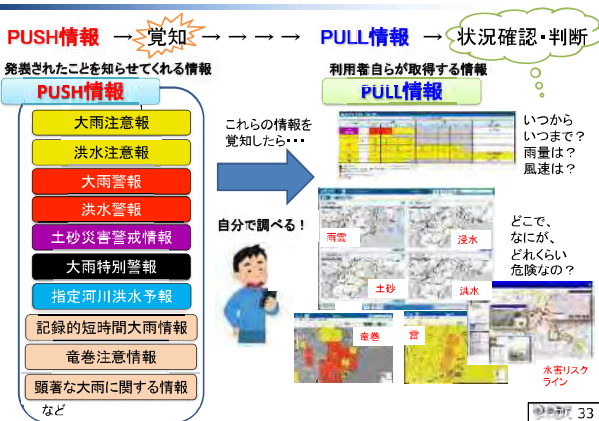 PUSH情報 → 覚知 → → → → PULL情報 → 状況確認・判断
発表されたことを知らせてくれる情報
利用者自らが取得する情報
PUSH情報
PULL情報
大雨注意報
洪水注意報
大雨警報
洪水警報
土砂災害警戒情報
大雨特別警報
指定河川洪水予報
記録的短時間大雨情報
竜巻注意情報
顕著な大雨に関する情報
など
これらの情報を
覚知したら・・・
自分で調べる！
いつから
いつまで？
雨量は？
風速は？
雨雲
浸水
土砂
洪水
どこで、
なにが、
どれくらい
危険なの？
竜巻
雷
水害リスク
ライン
33